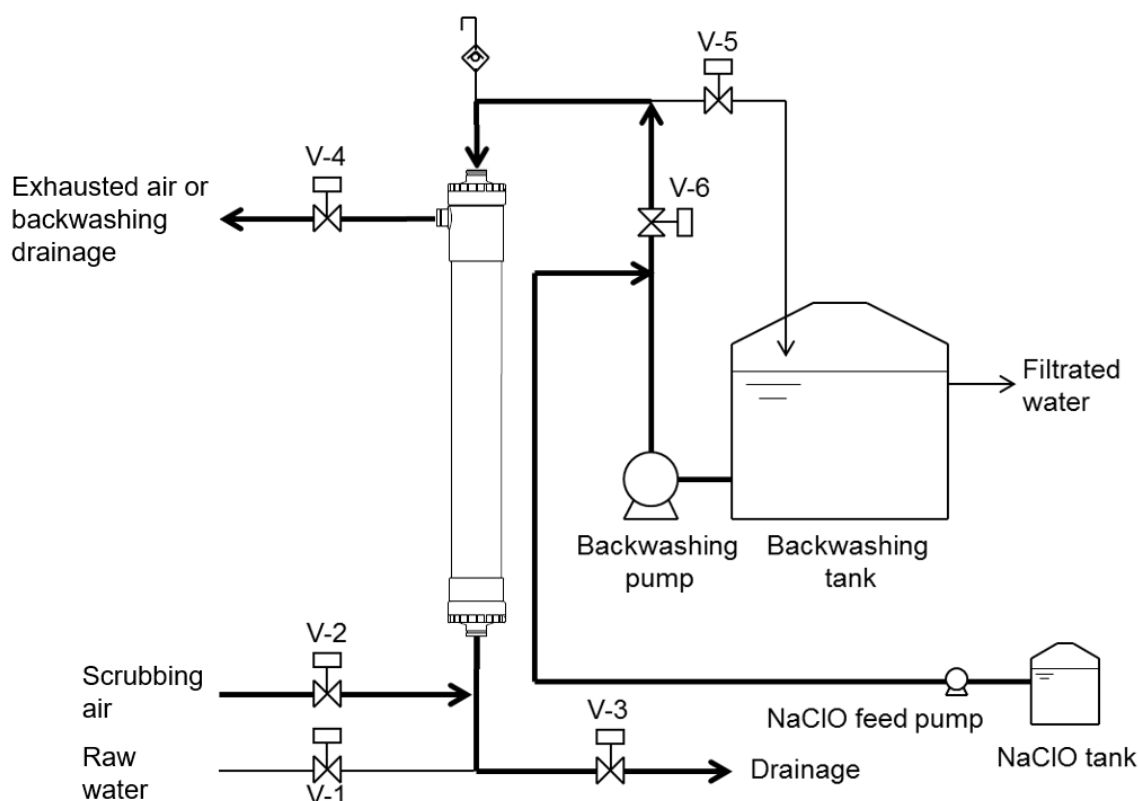 V-5
V-4
V-6
Exhausted air or
backwashing
drainage
Filtrated
water
Backwashing
pump
Backwashing
tank
V-2
Scrubbing
air
V-3
NaClO feed pump
NaClO tank
Raw
water
V-1
Drainage